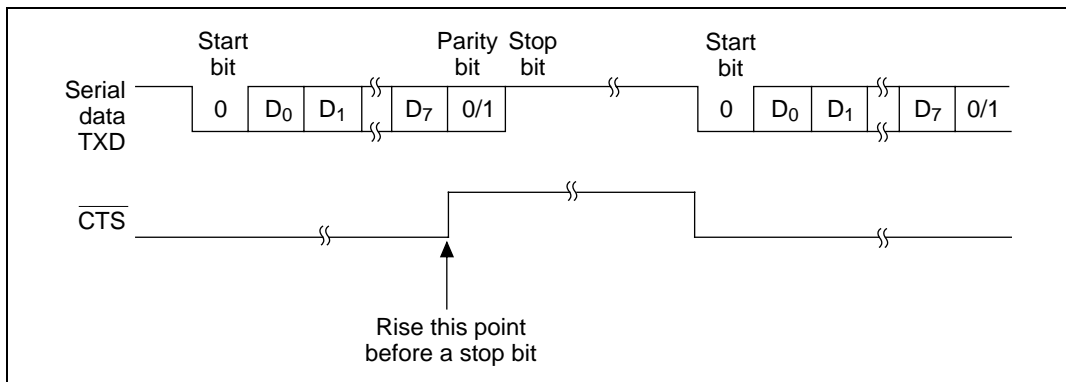 Start bit
Parity bit
Stop bit
Start bit
Serial data TXD
0 D₀ D₁ D₇ 0/1 0 D₀ D₁ D₇ 0/1
C̅T̅S̅
Rise this point
before a stop bit